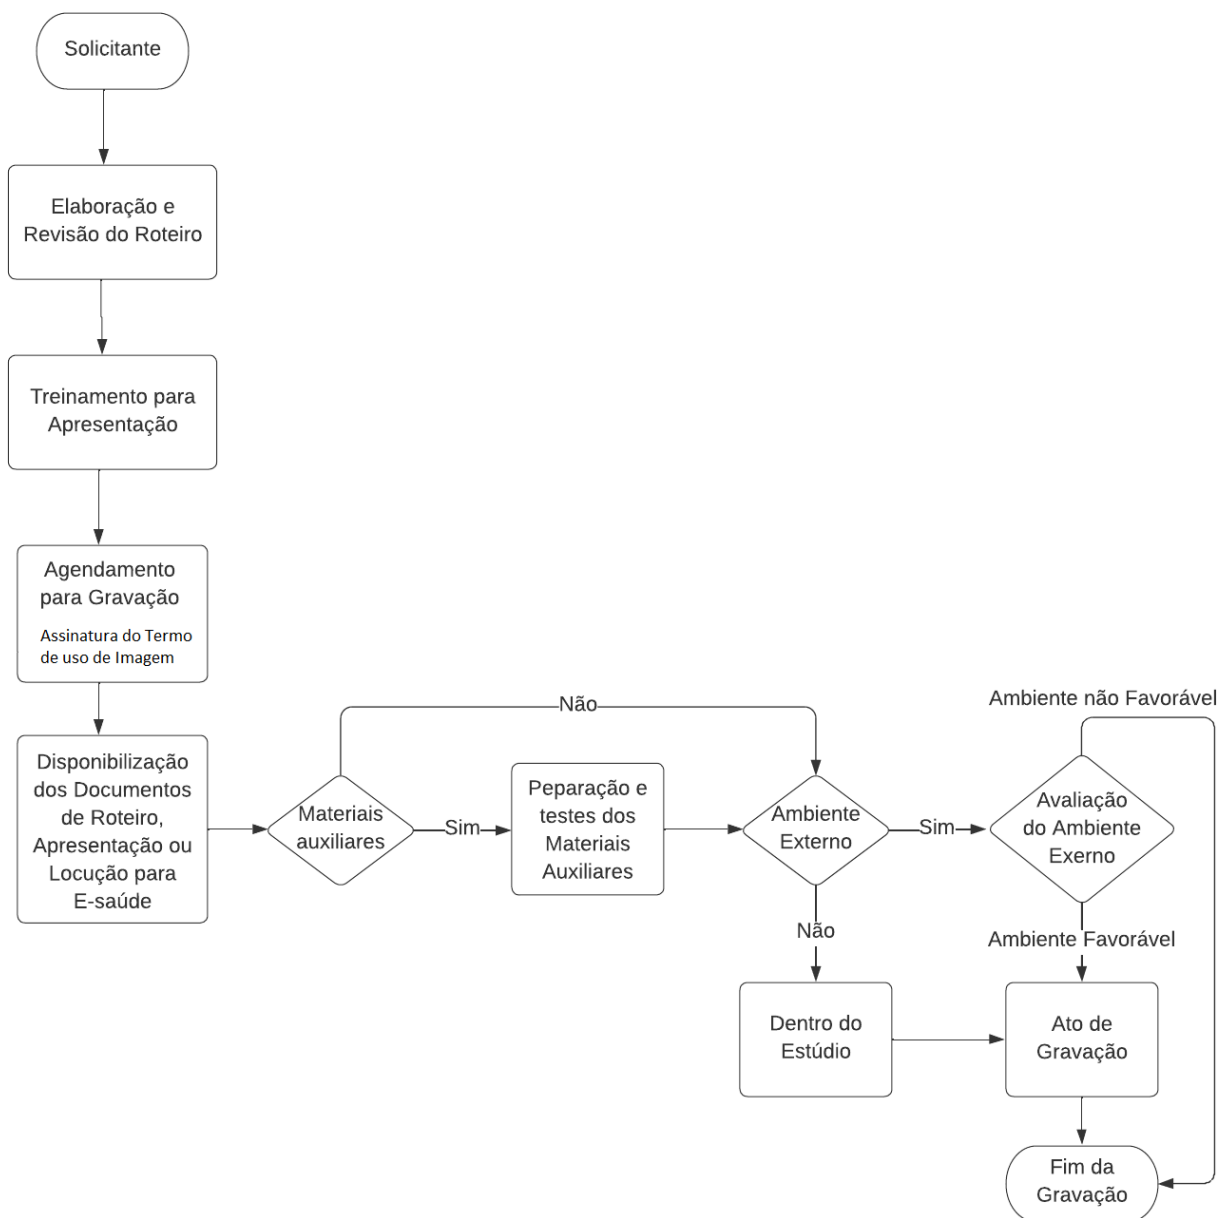 Solicitante
Elaboração e
Revisão do Roteiro
Treinamento para
Apresentação
Agendamento
para Gravação
Assinatura do Termo
de uso de Imagem
Disponibilização
dos Documentos
de Roteiro,
Apresentação ou
Locução para
E-saúde
Materiais
auxiliares
Não
Sim
Peparação e
testes dos
Materiais
Auxiliares
Ambiente
Externo
Sim
Não
Ambiente não Favorável
Avaliação
do Ambiente
Exerno
Ambiente Favorável
Dentro do
Estúdio
Ato de
Gravação
Fim da
Gravação